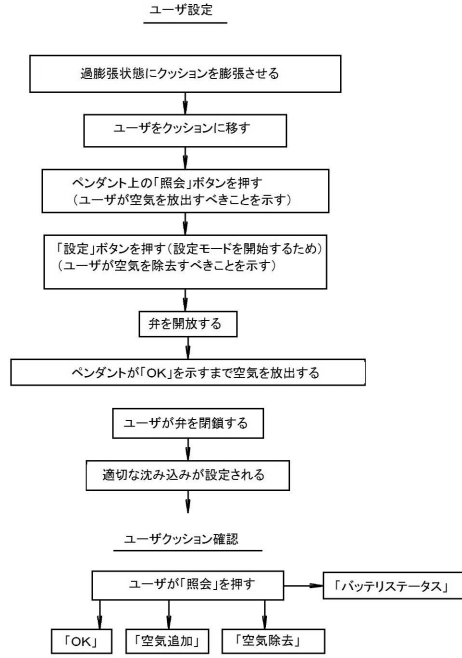 ユーザ設定
過膨張状態にクッションを膨張させる
ユーザをクッションに移す
ペンダント上の「照会」ボタンを押す
(ユーザが空気を放出すべきことを示す)
「設定」ボタンを押す(設定モードを開始するため)
(ユーザが空気を除去すべきことを示す)
弁を開放する
ペンダントが「OK」を示すまで空気を放出する
ユーザが弁を閉鎖する
適切な沈み込みが設定される
ユーザクッション確認
ユーザが「照会」を押す
「バッテリステータス」
「OK」
「空気追加」
「空気除去」